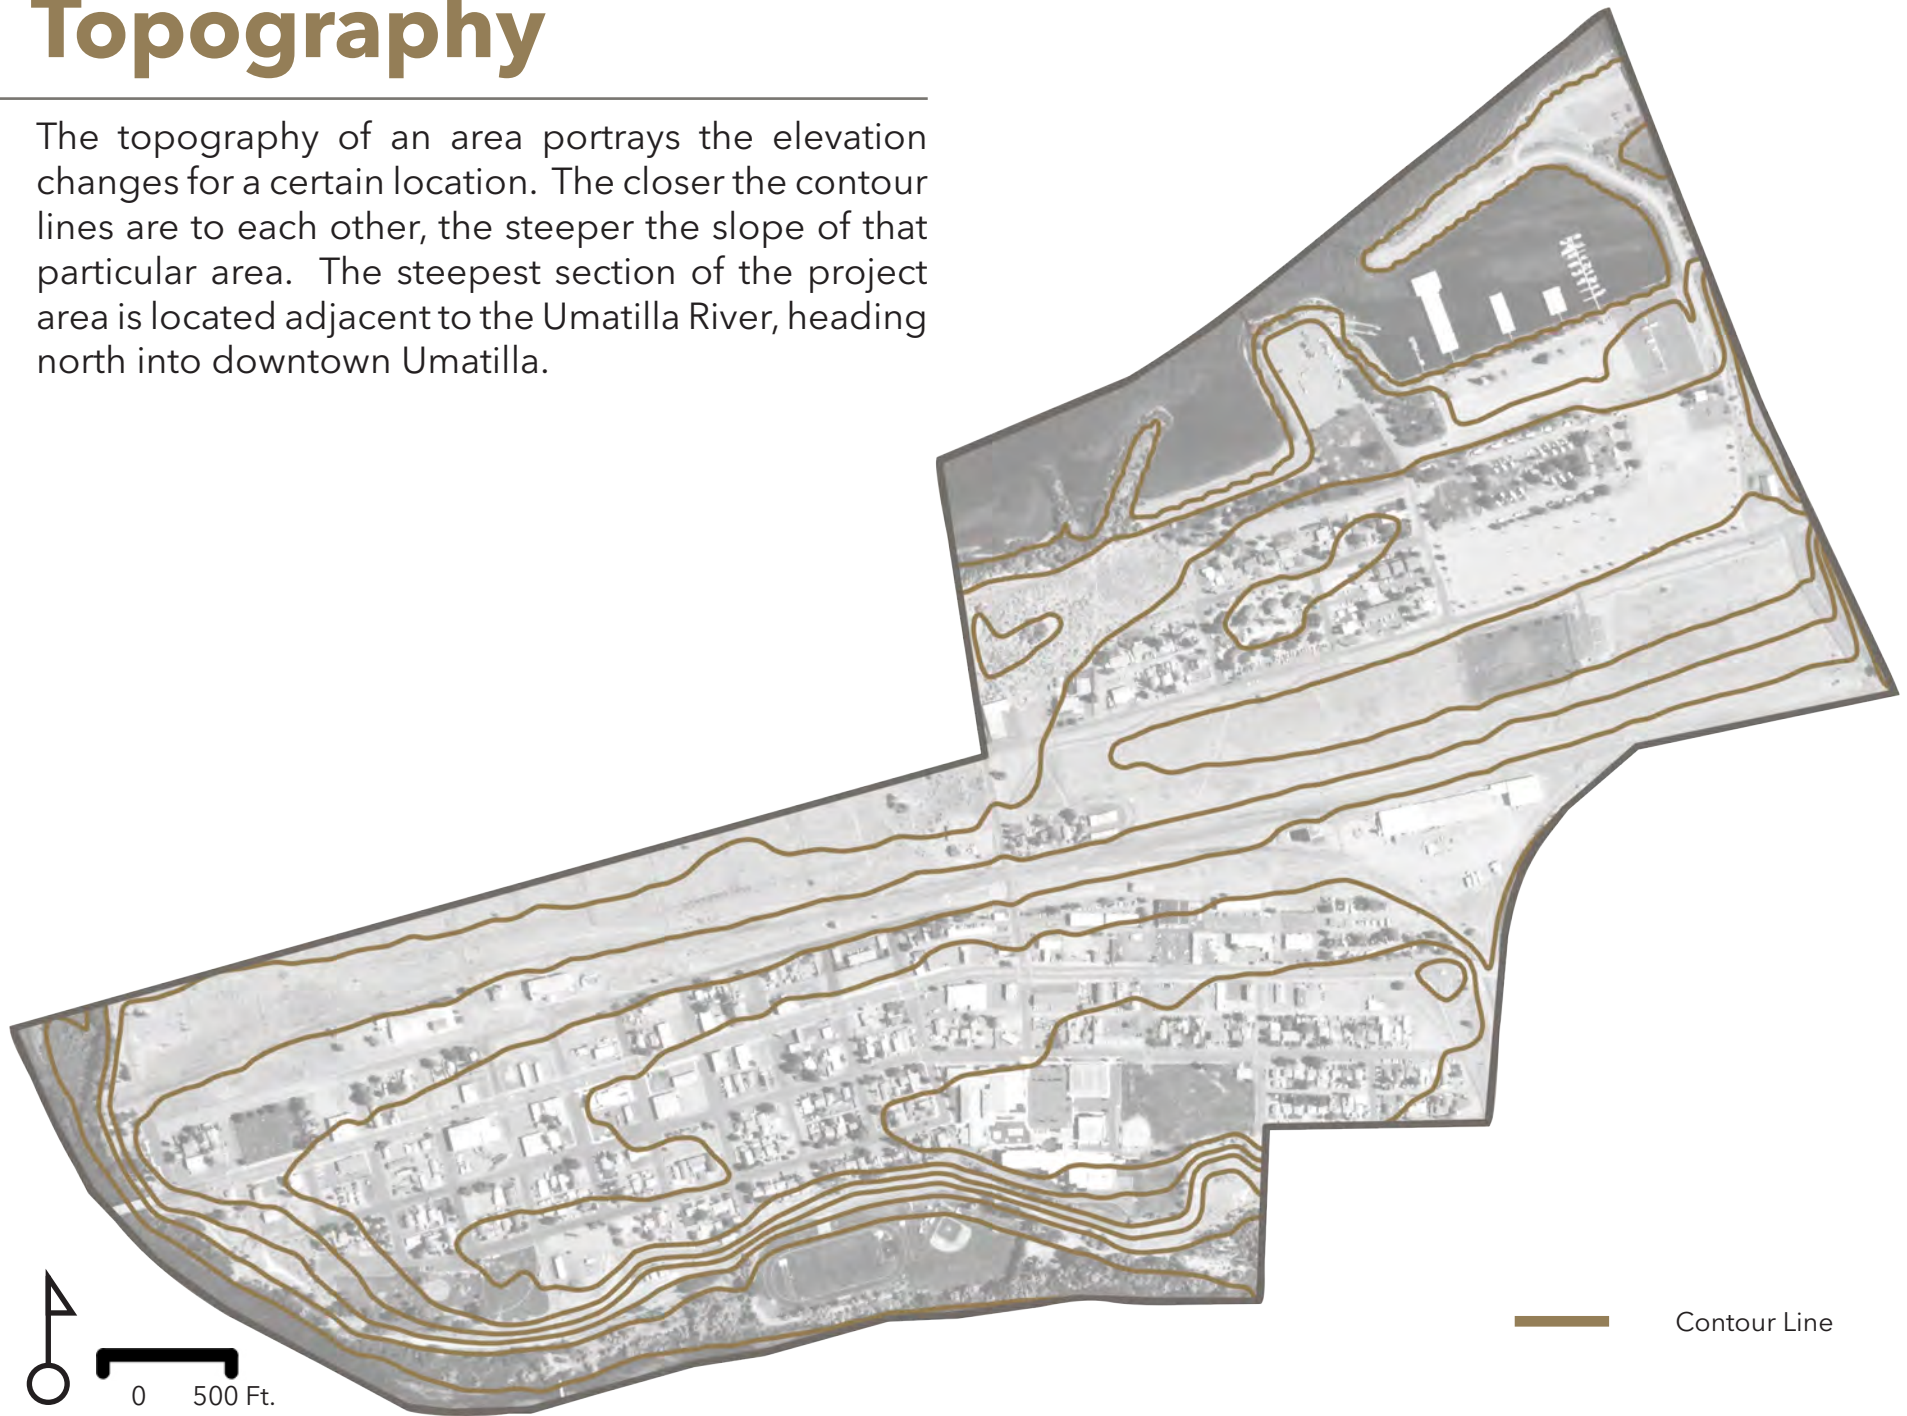 Topography
The topography of an area portrays the elevation
changes for a certain location. The closer the contour
lines are to each other, the steeper the slope of that
particular area. The steepest section of the project
area is located adjacent to the Umatilla River, heading
north into downtown Umatilla.
Contour Line
0 500 Ft.